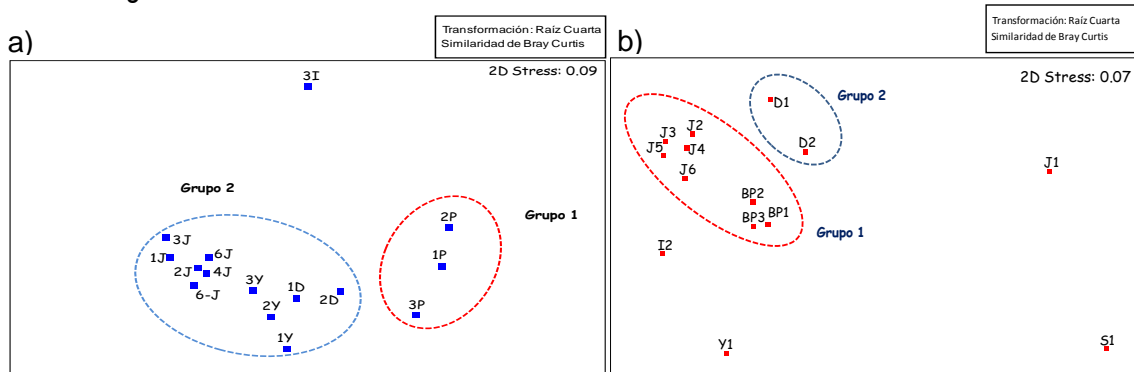 a)
Transformación: Raíz Cuarta
Similaridad de Bray Curtis
2D Stress: 0.09
3I
Grupo 2
Grupo 1
2P
3J
1J
6J
2J
4J
1P
6-J
3Y
1D
2D
2Y
3P
1Y
b)
Transformación: Raíz Cuarta
Similaridad de Bray Curtis
2D Stress: 0.07
D1
Grupo 2
J3
J2
D2
J5
J4
J1
J6
BP2
BP3
BP1
Grupo 1
I2
Y1
S1